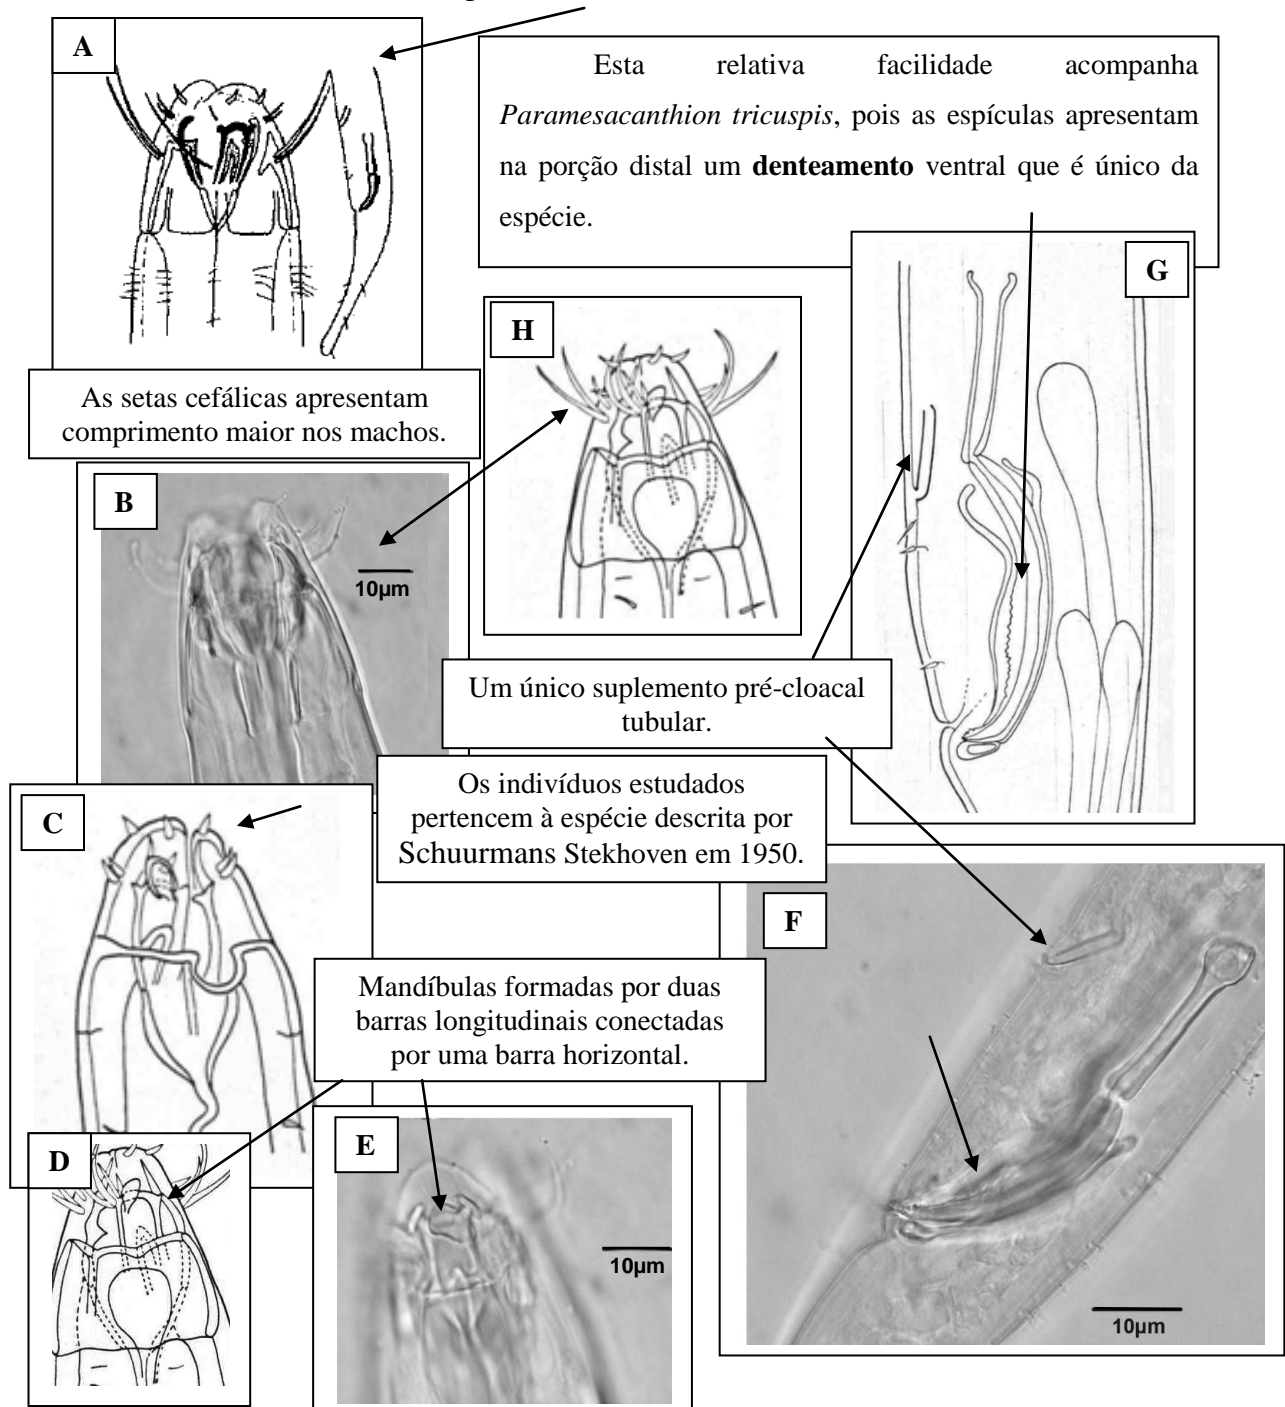 A
Esta relativa facilidade acompanha
Paramesacanthion tricuspis, pois as espículas apresentam
na porção distal um denteamento ventral que é único da
espécie.
G
H
As setas cefálicas apresentam
comprimento maior nos machos.
B
10µm
Um único suplemento pré-cloacal
tubular.
Os indivíduos estudados
pertencem à espécie descrita por
Schuurmans Stekhoven em 1950.
C
F
Mandíbulas formadas por duas
barras longitudinais conectadas
por uma barra horizontal.
D
E
10µm
10µm